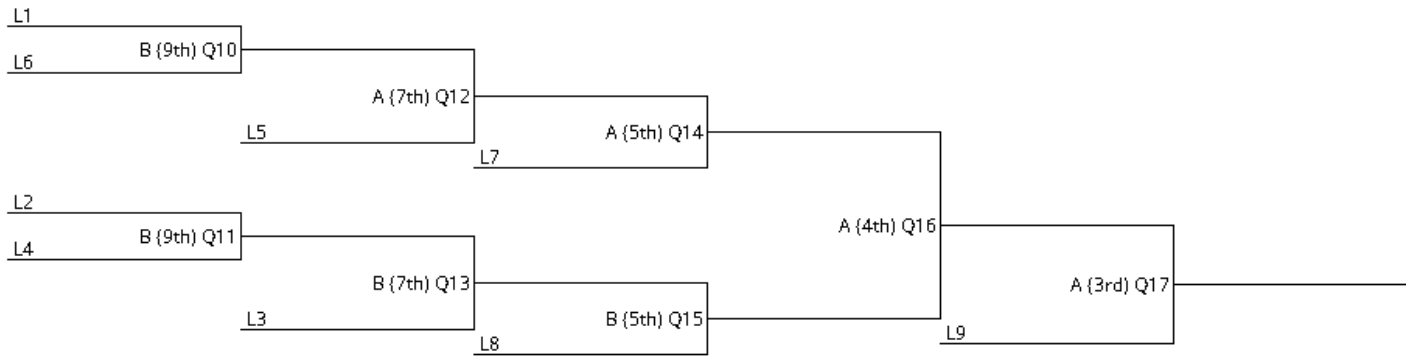 L1
B (9th) Q10
L6
A (7th) Q12
L5
A (5th) Q14
L7
L2
B (9th) Q11
L4
A (4th) Q16
B (7th) Q13
L3
B (5th) Q15
L8
A (3rd) Q17
L9